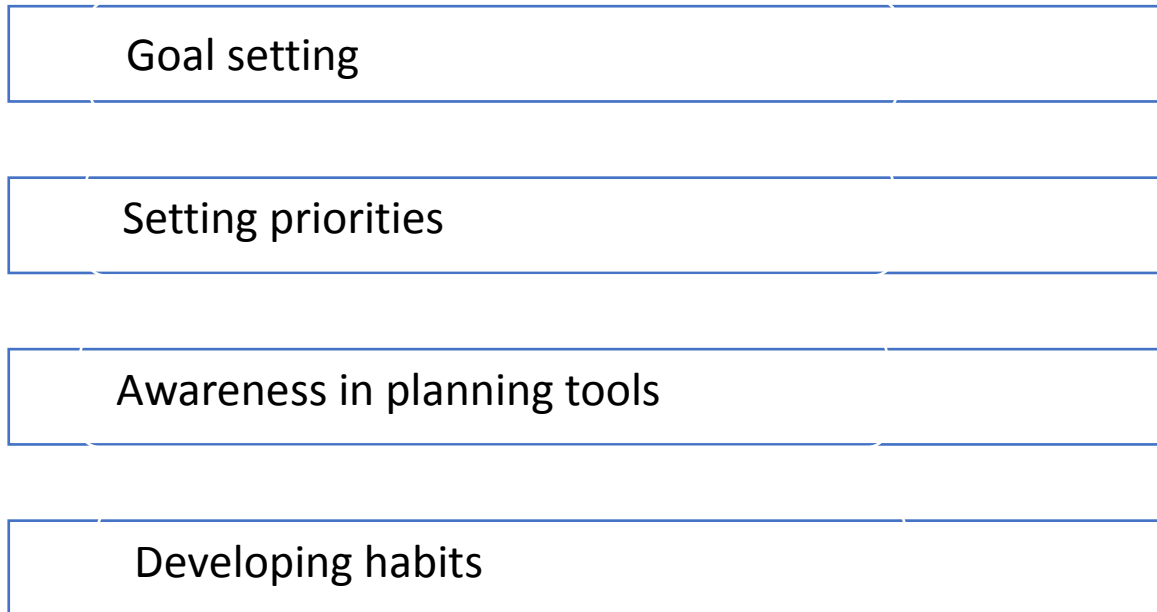 Goal setting
Setting priorities
Awareness in planning tools
Developing habits